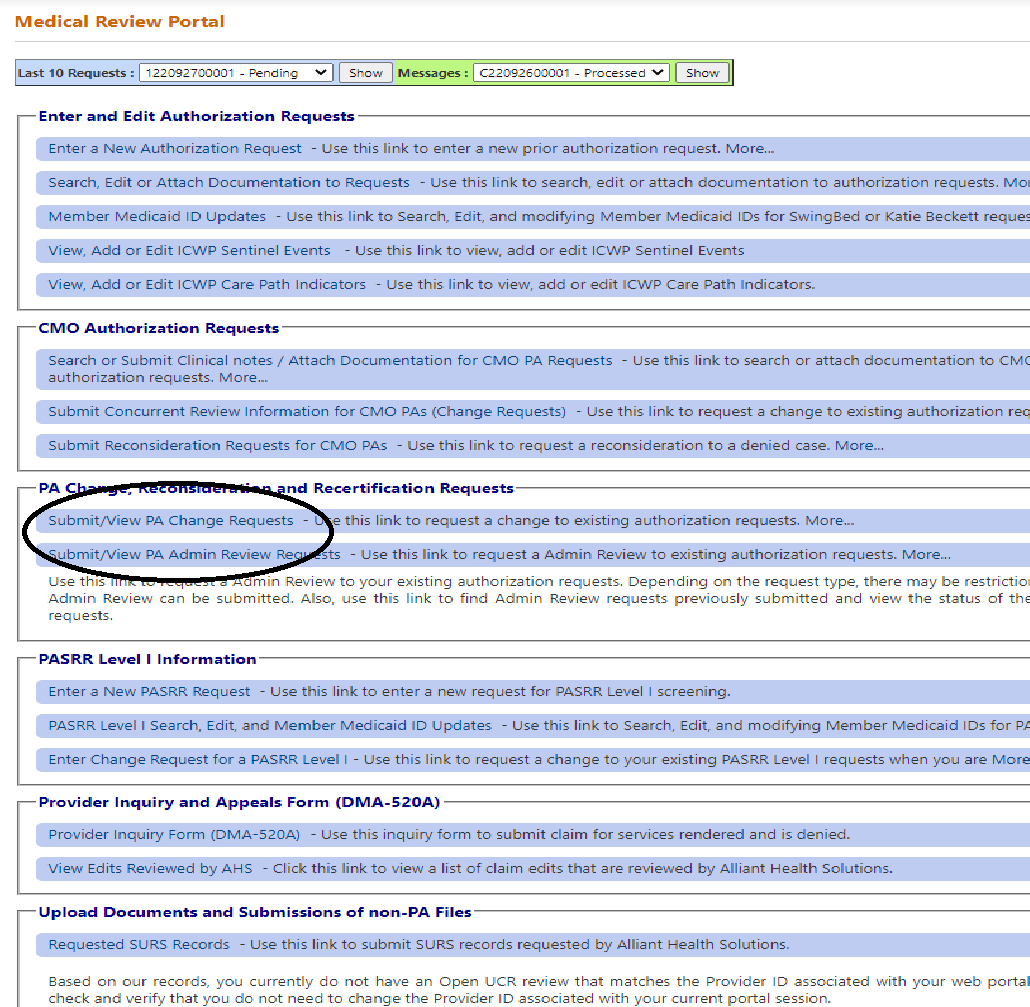 Medical Review Portal
Last 10 Requests : 122092700001 - Pending Show Messages : C22092600001 - Processed Show
Enter and Edit Authorization Requests
Enter a New Authorization Request - Use this link to enter a new prior authorization request. More...
Search, Edit or Attach Documentation to Requests - Use this link to search, edit or attach documentation to authorization requests. Mo
Member Medicaid ID Updates - Use this link to Search, Edit, and modifying Member Medicaid IDs for SwingBed or Katie Beckett reques
View, Add or Edit ICWP Sentinel Events - Use this link to view, add or edit ICWP Sentinel Events
View, Add or Edit ICWP Care Path Indicators - Use this link to view, add or edit ICWP Care Path Indicators.
CMO Authorization Requests
Search or Submit Clinical notes / Attach Documentation for CMO PA Requests - Use this link to search or attach documentation to CMO
authorization requests. More...
Submit Concurrent Review Information for CMO PAs (Change Requests) - Use this link to request a change to existing authorization req
Submit Reconsideration Requests for CMO PAs - Use this link to request a reconsideration to a denied case. More...
PA Change, Reconsideration and Recertification Requests
Submit/View PA Change Requests - Use this link to request a change to existing authorization requests. More...
Submit/View PA Admin Review Requests - Use this link to request a Admin Review to existing authorization requests. More...
Use this link to request a Admin Review to your existing authorization requests. Depending on the request type, there may be restriction
Admin Review can be submitted. Also, use this link to find Admin Review requests previously submitted and view the status of the
requests.
PASRR Level I Information
Enter a New PASRR Request - Use this link to enter a new request for PASRR Level I screening.
PASRR Level I Search, Edit, and Member Medicaid ID Updates - Use this link to Search, Edit, and modifying Member Medicaid IDs for PA
Enter Change Request for a PASRR Level I - Use this link to request a change to your existing PASRR Level I requests when you are More
Provider Inquiry and Appeals Form (DMA-520A)
Provider Inquiry Form (DMA-520A) - Use this inquiry form to submit claim for services rendered and is denied.
View Edits Reviewed by AHS - Click this link to view a list of claim edits that are reviewed by Alliant Health Solutions.
Upload Documents and Submissions of non-PA Files
Requested SURS Records - Use this link to submit SURS records requested by Alliant Health Solutions.
Based on our records, you currently do not have an Open UCR review that matches the Provider ID associated with your web portal
check and verify that you do not need to change the Provider ID associated with your current portal session.